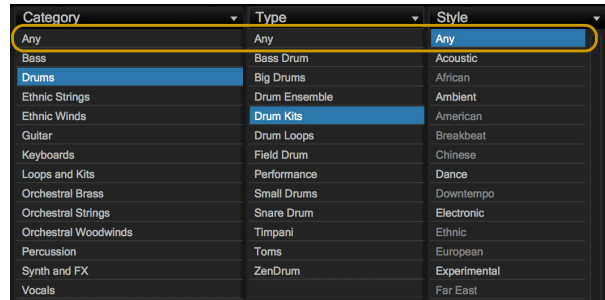 Category Type Style
Any Any Any
Bass Bass Drum Acoustic
Drums Big Drums African
Ethnic Strings Drum Ensemble Ambient
Ethnic Winds Drum Kits American
Guitar Drum Loops Breakbeat
Keyboards Field Drum Chinese
Loops and Kits Performance Dance
Orchestral Brass Small Drums Downtempo
Orchestral Strings Snare Drum Electronic
Orchestral Woodwinds Timpani Ethnic
Percussion Toms European
Synth and FX ZenDrum Experimental
Vocals Far East